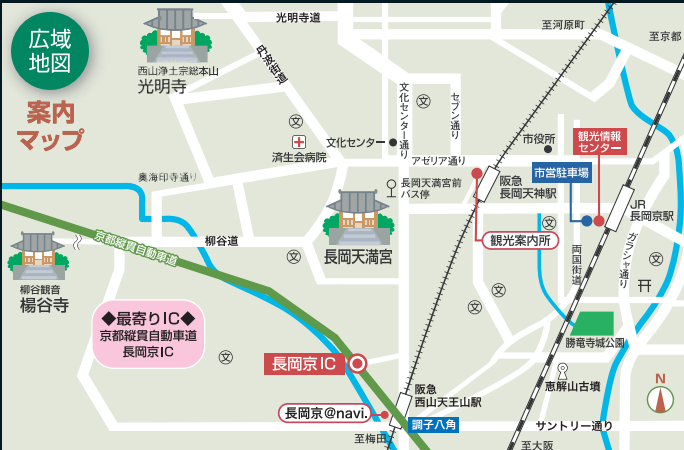 広域
地図
案内
マップ
西山浄土宗総本山
光明寺
光明寺道
丹波街道
至河原町
至京都
文化センター通り
セブン通り
文
文化センター
済生会病院
文
アゼリア通り
市役所
観光情報
センター
市営駐車場
奥海印寺通り
長岡天満宮前
バス停
阪急
長岡天神駅
JR
長岡京駅
長岡天満宮
観光案内所
文
両国街道
ガラシャ通り
文
京都縦貫自動車道
柳谷道
文
柳谷観音
楊谷寺
◆最寄りIC◆
京都縦貫自動車道
長岡京IC
文
文
文
勝竜寺城公園
長岡京IC
恵解山古墳
阪急
西山天王山駅
長岡京@navi.
調子八角
サントリー通り
至梅田
至大阪
N